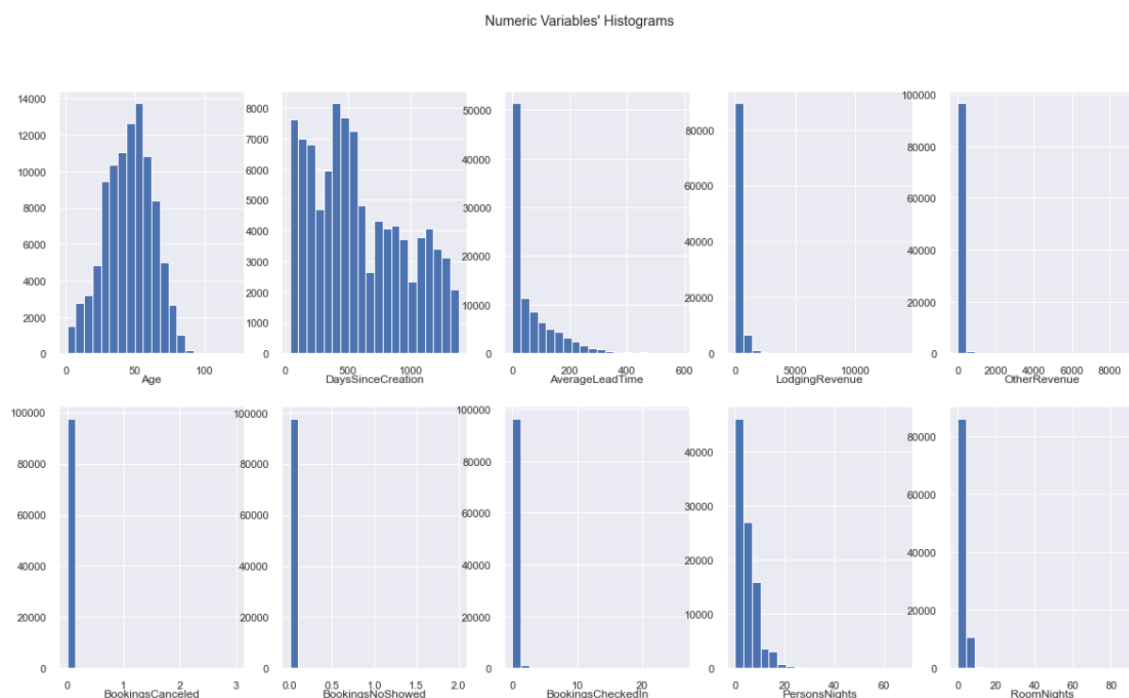 Numeric Variables' Histograms
14000
12000
10000
8000
6000
4000
2000
0
0 50 100
Age
8000
7000
6000
5000
4000
3000
2000
1000
0
0 500 1000
DaysSinceCreation
50000
40000
30000
20000
10000
0
0 200 400 600
AverageLeadTime
80000
60000
40000
20000
0
0 5000 10000
LodgingRevenue
100000
80000
60000
40000
20000
0
0 2000 4000 6000 8000
OtherRevenue
100000
80000
60000
40000
20000
0
0 1 2 3
BookingsCanceled
100000
80000
60000
40000
20000
0
0.0 0.5 1.0 1.5 2.0
BookingsNoShowed
100000
80000
60000
40000
20000
0
0 10 20
BookingsCheckedIn
40000
30000
20000
10000
0
0 20 40 60
PersonsNights
80000
60000
40000
20000
0
0 20 40 60 80
RoomNights